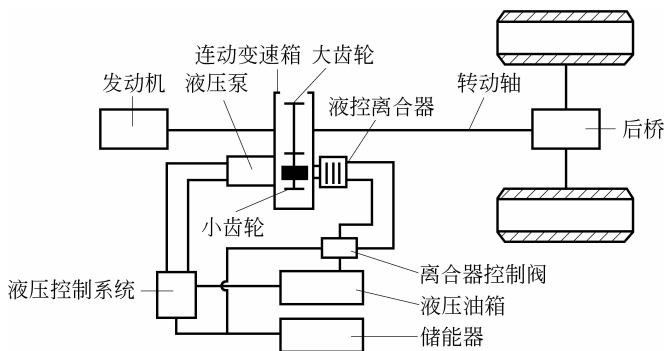 连动变速箱
大齿轮
发动机
液压泵
转动轴
液控离合器
后桥
小齿轮
离合器控制阀
液压控制系统
液压油箱
储能器